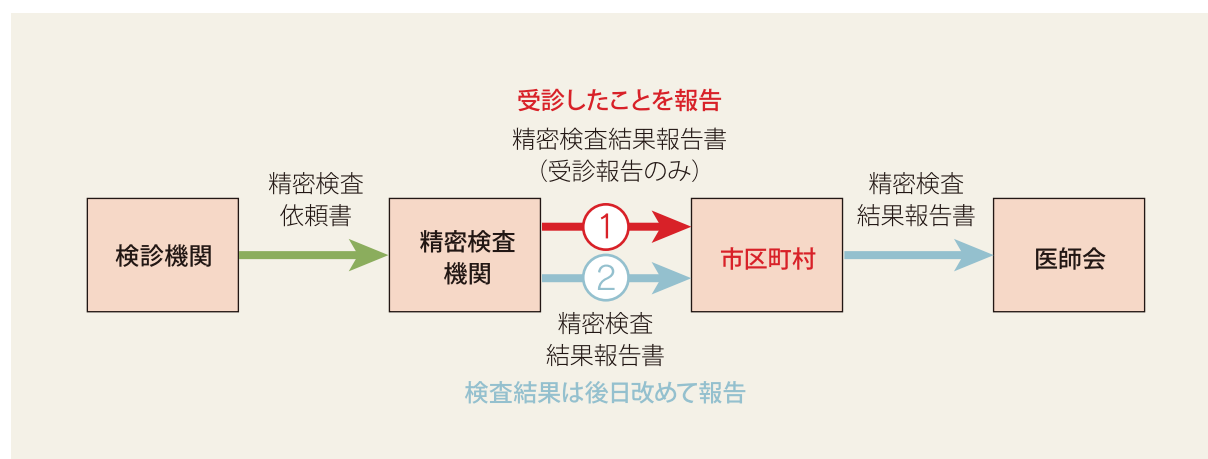 受診したことを報告
精密検査結果報告書
（受診報告のみ）
精密検査
依頼書
精密検査
結果報告書
検診機関
精密検査
機関
1
2
市区町村
医師会
精密検査
結果報告書
検査結果は後日改めて報告